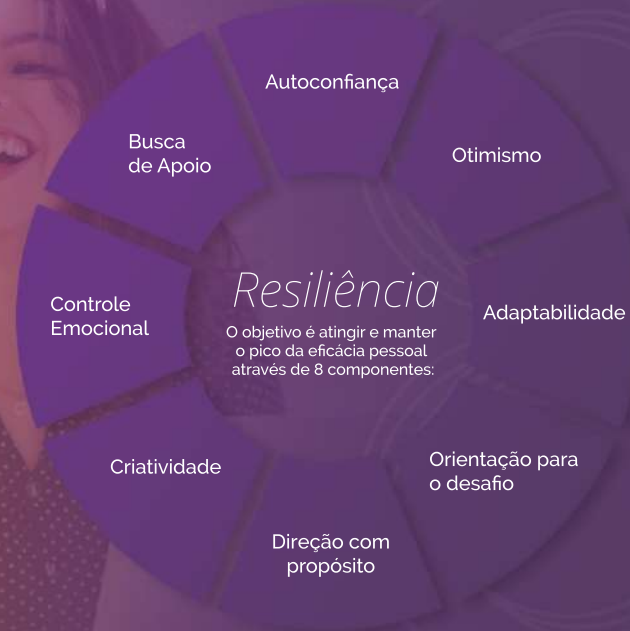 Autoconfiança
Otimismo
Adaptabilidade
Orientação para
o desafio
Direção com
propósito
Criatividade
Controle
Emocional
Busca
de Apoio
Resiliência
O objetivo é atingir e manter
o pico da eficácia pessoal
através de 8 componentes: